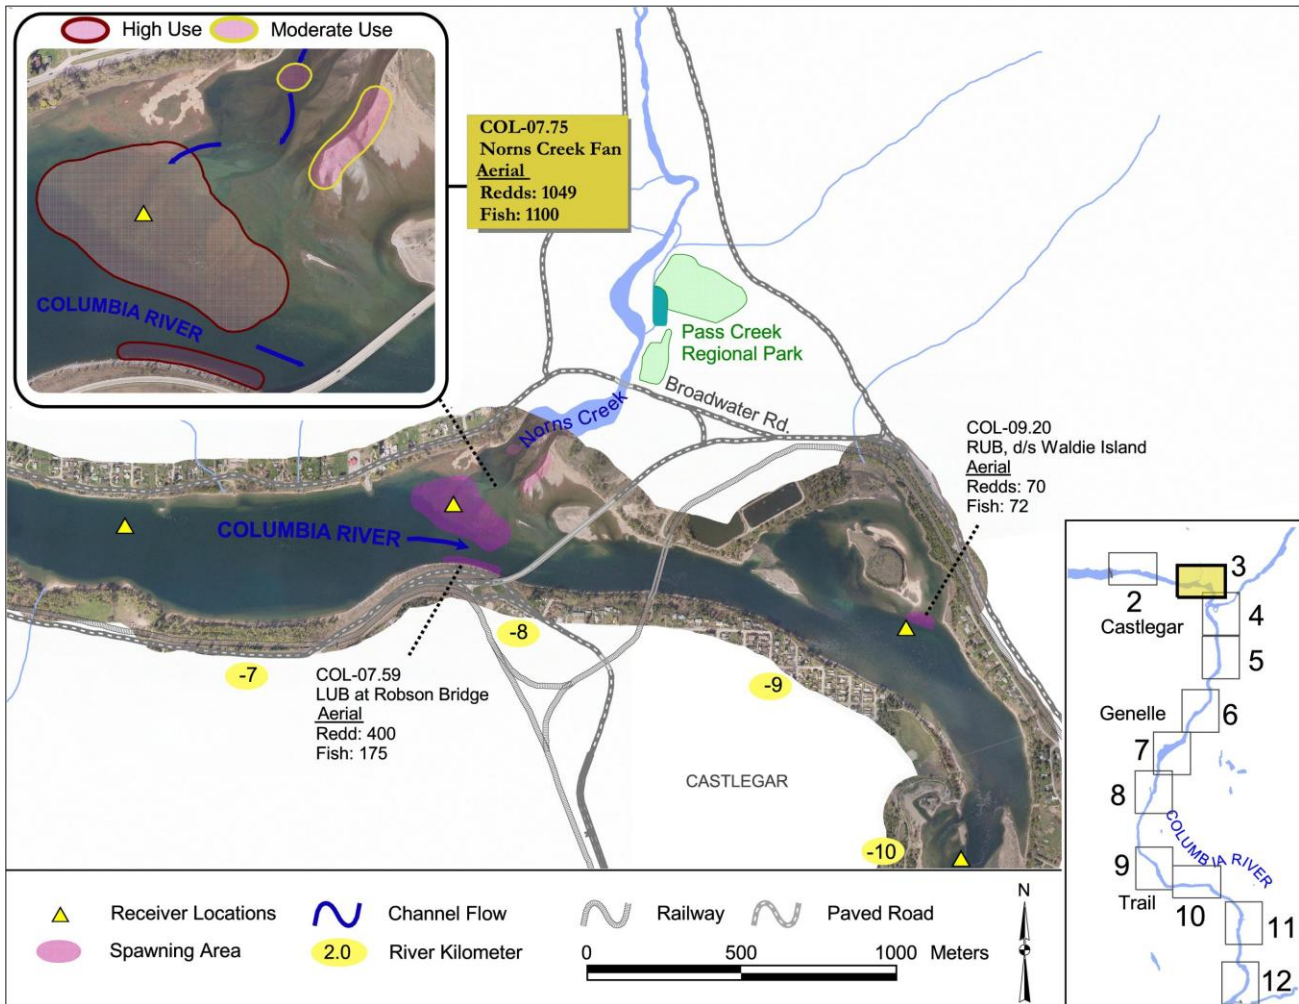 High Use
Moderate Use
COLUMBIA RIVER
COL-07.75
Norns Creek Fan
Aerial
Redds: 1049
Fish: 1100
Pass Creek
Regional Park
Broadwater Rd.
Norns Creek
COLUMBIA RIVER
COL-09.20
RUB, d/s Waldie Island
Aerial
Redds: 70
Fish: 72
-7
-8
-9
-10
COL-07.59
LUB at Robson Bridge
Aerial
Redd: 400
Fish: 175
CASTLEGAR
2
3
4
Castlegar
5
Genelle
6
7
8
COLUMBIA RIVER
9
Trail
10
11
12
Receiver Locations
Channel Flow
Railway
Paved Road
Spawning Area
2.0
River Kilometer
0
500
1000
Meters
N